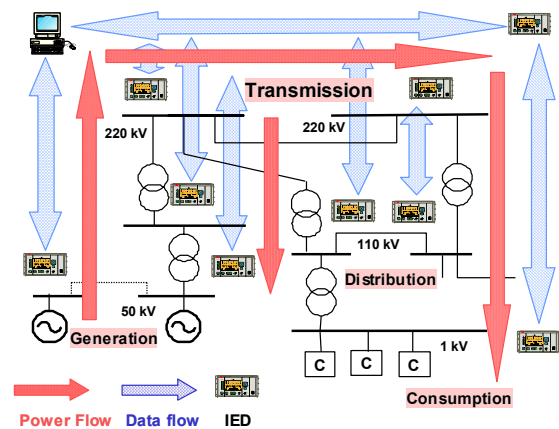 Transmission
220 kV
220 kV
110 kV
Distribution
50 kV
Generation
1 kV
C
C
C
Consumption
Power Flow
Data flow
IED